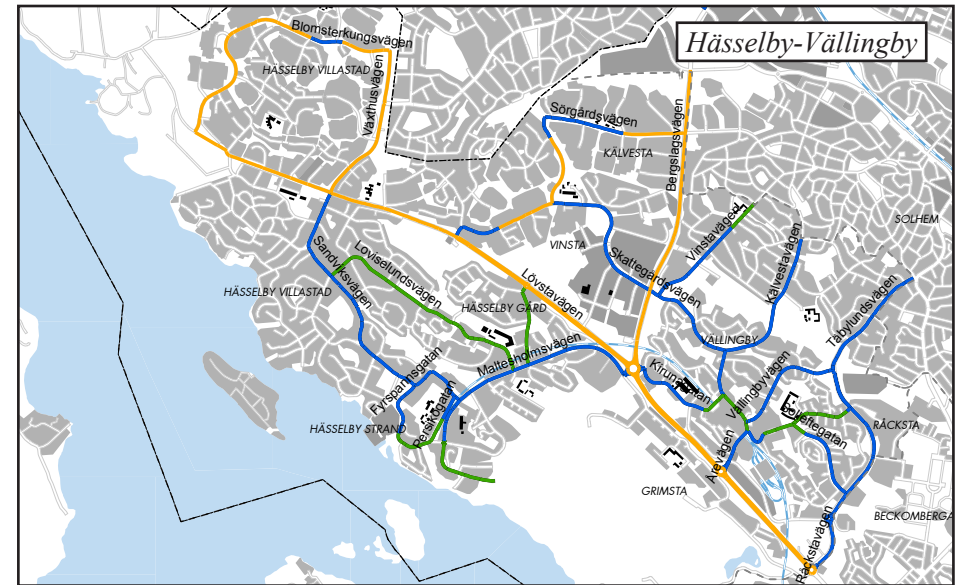 Hässelby-Vällingby
Blomsterkungsvägen
HÄSSELBY VILLASTAD
Växthusvägen
Sörgårdsvägen
KÄLVESTA
Bergslagsvägen
SOLHEM
Vinstavägen
VINSTA
Kälvestavägen
Skattegårdsvägen
Sandviksvägen
Loviselundsvägen
HÄSSELBY VILLASTAD
Lövstavägen
HÄSSELBY GÅRD
Täbylundsvägen
VÄLLINGBY
Maltesholmsvägen
Kirunagatan
Vällingbyvägen
Fyrspannsgatan
Persikogatan
HÄSSELBY STRAND
RÅCKSTA
Årevägen
GRIMSTA
BECKOMBERGA
Råckstavägen